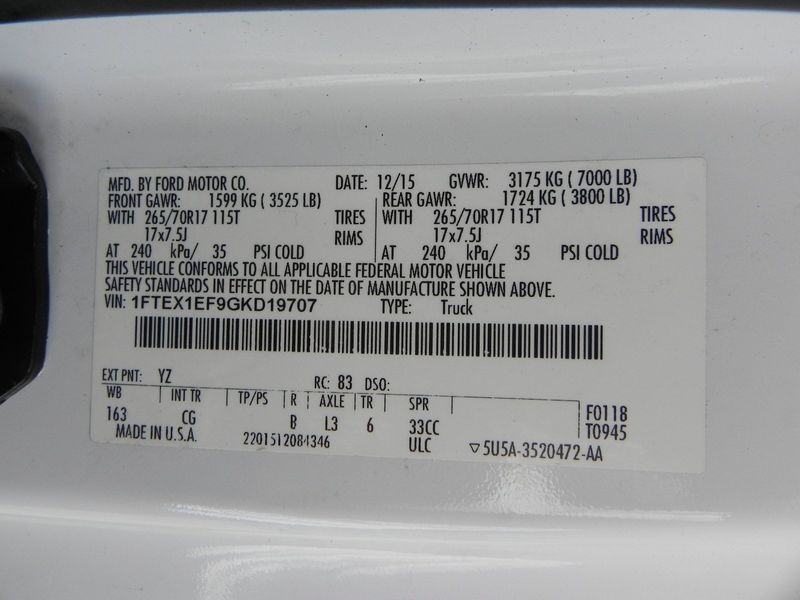 MFD. BY FORD MOTOR CO. DATE: 12/15 GVWR: 3175 KG ( 7000 LB)
FRONT GAWR: 1599 KG ( 3525 LB) REAR GAWR: 1724 KG ( 3800 LB)
WITH 265/70R17 115T TIRES WITH 265/70R17 115T TIRES
17x7.5J RIMS 17x7.5J RIMS
AT 240 kPa/ 35 PSI COLD AT 240 kPa/ 35 PSI COLD
THIS VEHICLE CONFORMS TO ALL APPLICABLE FEDERAL MOTOR VEHICLE
SAFETY STANDARDS IN EFFECT ON THE DATE OF MANUFACTURE SHOWN ABOVE.
VIN: 1FTEX1EF9GKD19707 TYPE: Truck
EXT PNT: YZ RC: 83 DSO:
WB INT TR TP/PS R AXLE TR SPR F0118
163 CG B L3 6 33CC T0945
MADE IN U.S.A. 2201512084346 ULC ▽5U5A-3520472-AA